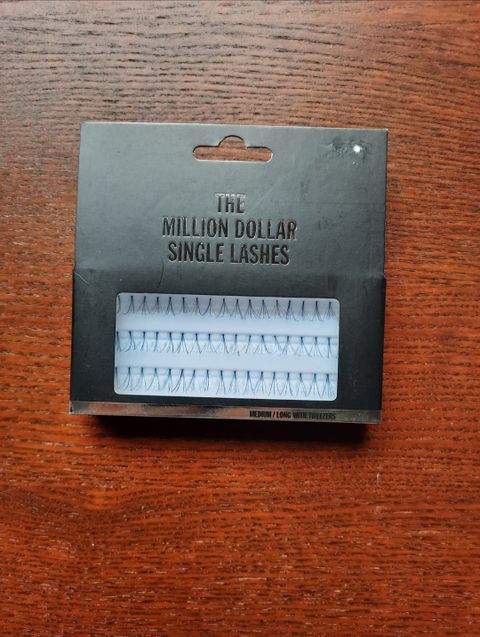 THE
MILLION DOLLAR
SINGLE LASHES
MEDIUM / LONG WITH TWEEZERS